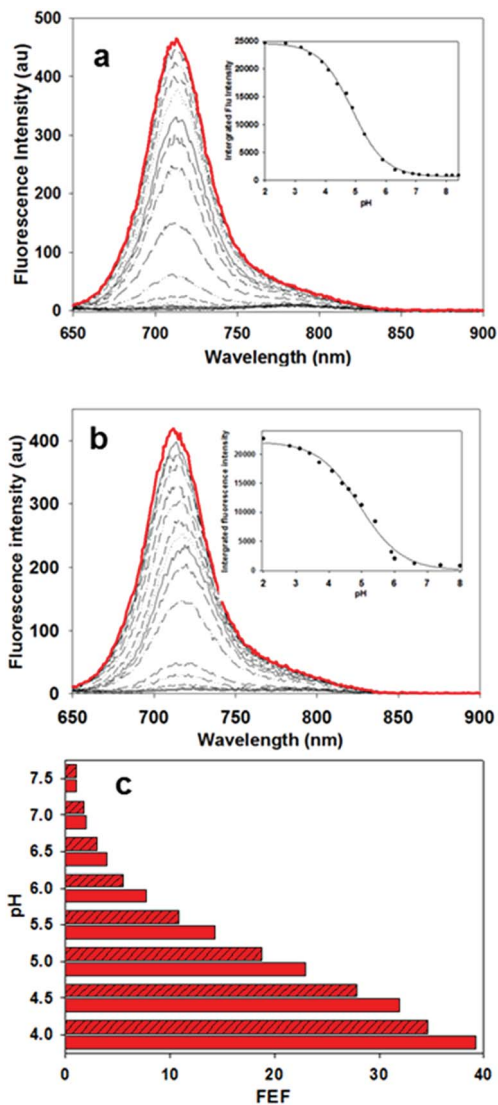 a
Fluorescence Intensity (au)
500
400
300
200
100
0
650 700 750 800 850 900
Wavelength (nm)
Intergrated Flu Intensity
25000
20000
15000
10000
5000
0
2 3 4 5 6 7 8
pH
b
Fluorescence intensity (au)
400
300
200
100
0
650 700 750 800 850 900
Wavelength (nm)
Intergrated fluorescence intensity
20000
15000
10000
5000
0
2 3 4 5 6 7 8
pH
c
pH
7.5
7.0
6.5
6.0
5.5
5.0
4.5
4.0
0 10 20 30 40
FEF